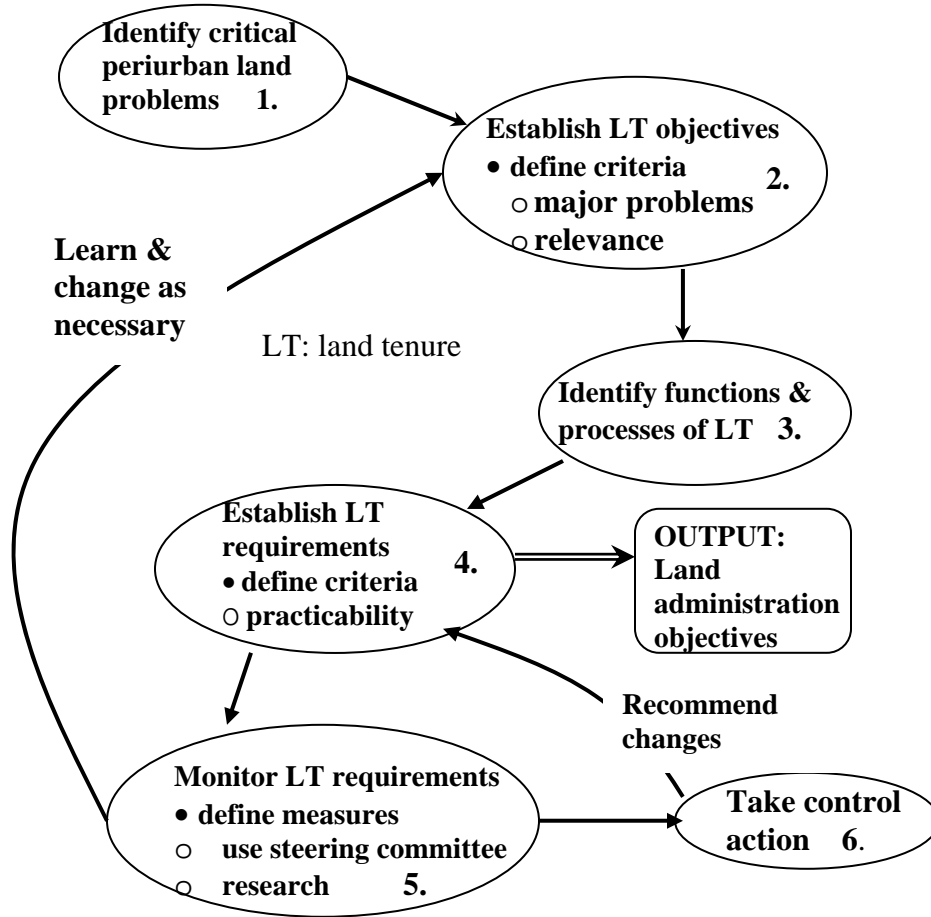 Identify critical
periurban land
problems 1.
Establish LT objectives
• define criteria 2.
o major problems
o relevance
Learn &
change as
necessary
LT: land tenure
Identify functions &
processes of LT 3.
Establish LT
requirements
• define criteria 4.
o practicability
OUTPUT:
Land
administration
objectives
Recommend
changes
Monitor LT requirements
• define measures
o use steering committee
o research 5.
Take control
action 6.